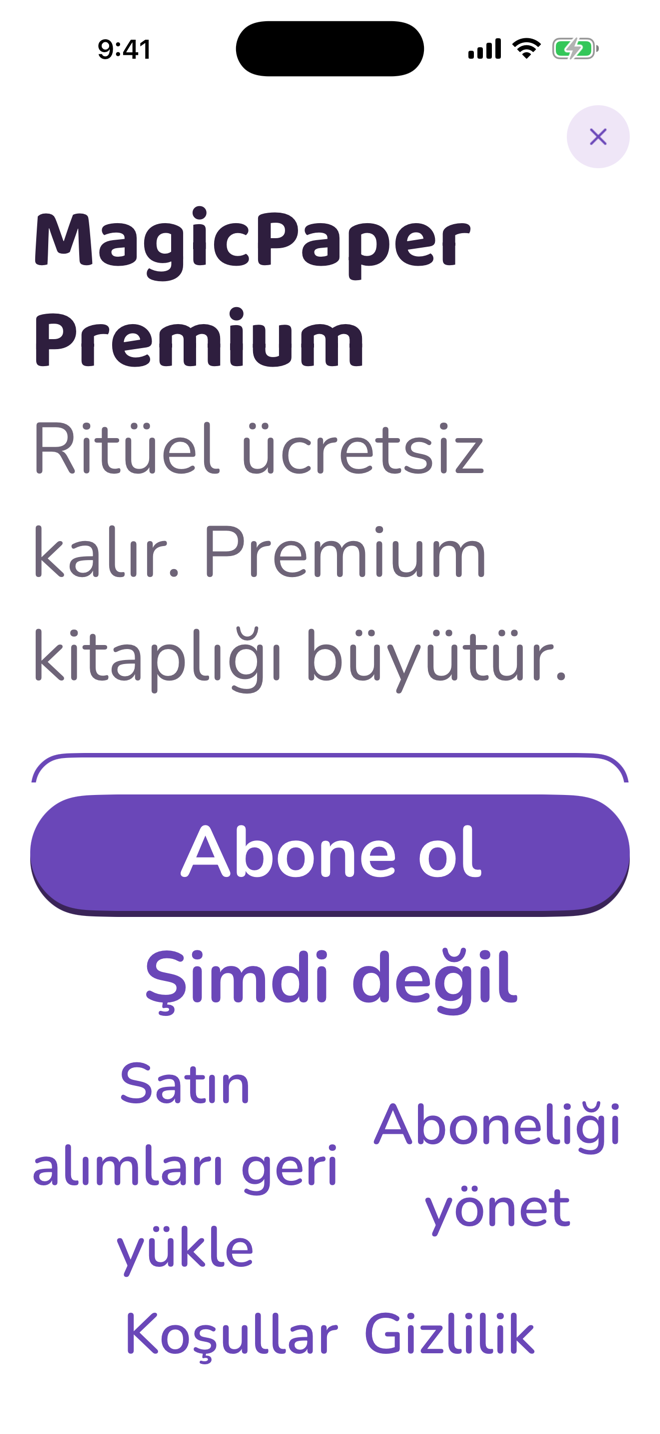 9:41
MagicPaper
Premium
Ritüel ücretsiz
kalır. Premium
kitaplığı büyütür.
Abone ol
Şimdi değil
Satın
alımları geri
yükle
Aboneliği
yönet
Koşullar Gizlilik